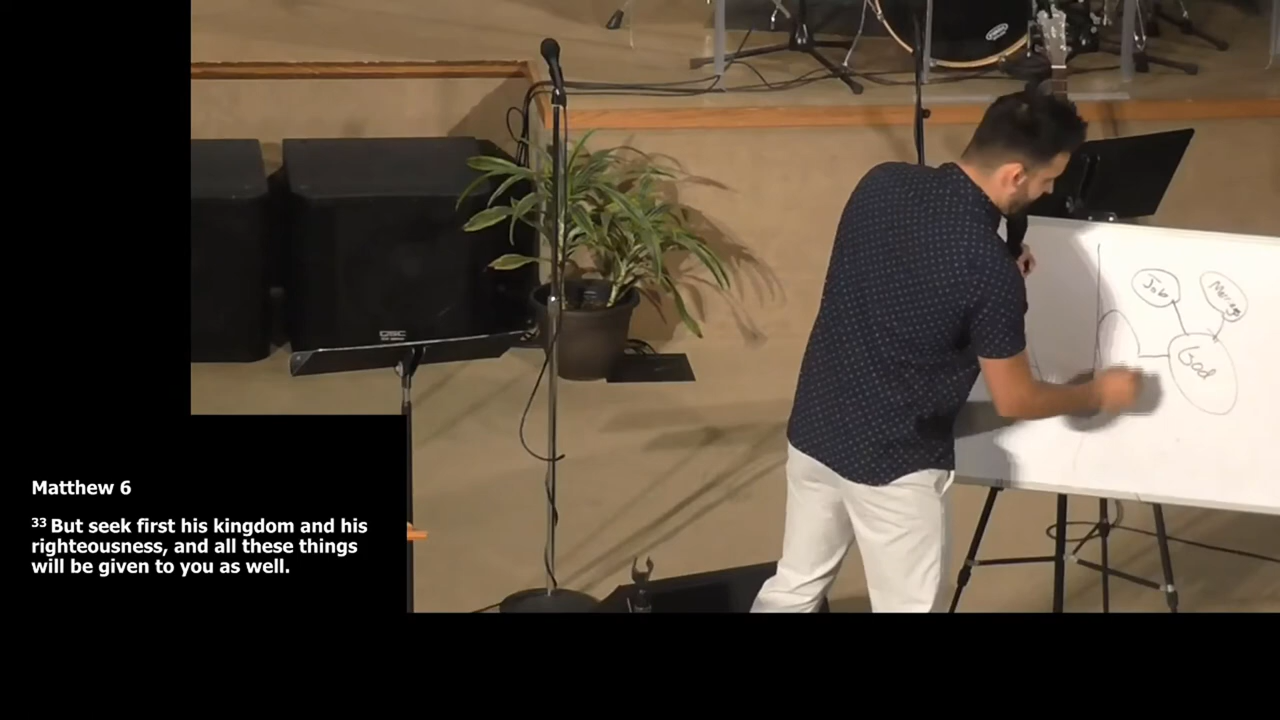 Matthew 6
33 But seek first his kingdom and his
righteousness, and all these things
will be given to you as well.
QSC
Job
God